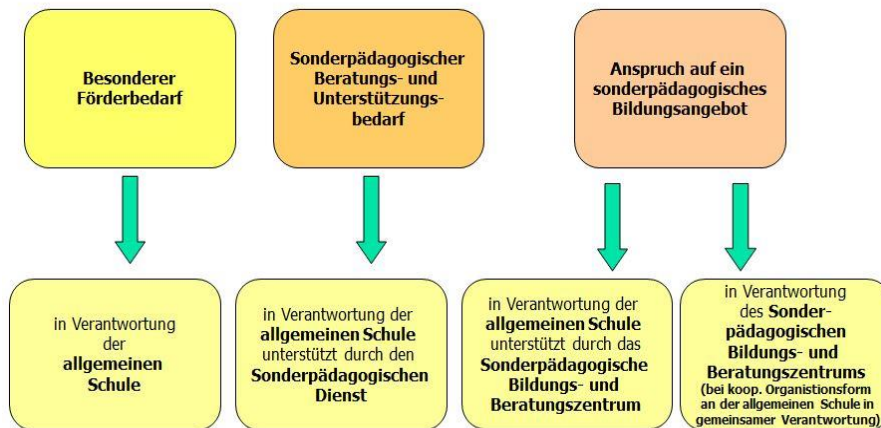 Besonderer
Förderbedarf
Sonderpädagogischer
Beratungs- und
Unterstützungs-
bedarf
Anspruch auf ein
sonderpädagogisches
Bildungsangebot
in Verantwortung
der
allgemeinen
Schule
in Verantwortung der
allgemeinen Schule
unterstützt durch den
Sonderpädagogischen
Dienst
in Verantwortung der
allgemeinen Schule
unterstützt durch das
Sonderpädagogische
Bildungs- und
Beratungszentrum
in Verantwortung
des Sonder-
pädagogischen
Bildungs- und
Beratungszentrums
(bei koop. Organistionsform
an der allgemeinen Schule in
gemeinsamer Verantwortung)